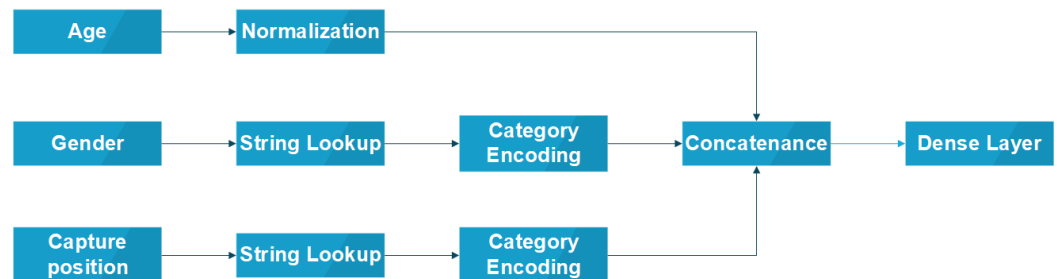 Age
Normalization
Gender
String Lookup
Category
Encoding
Concatenance
Dense Layer
Capture
position
String Lookup
Category
Encoding